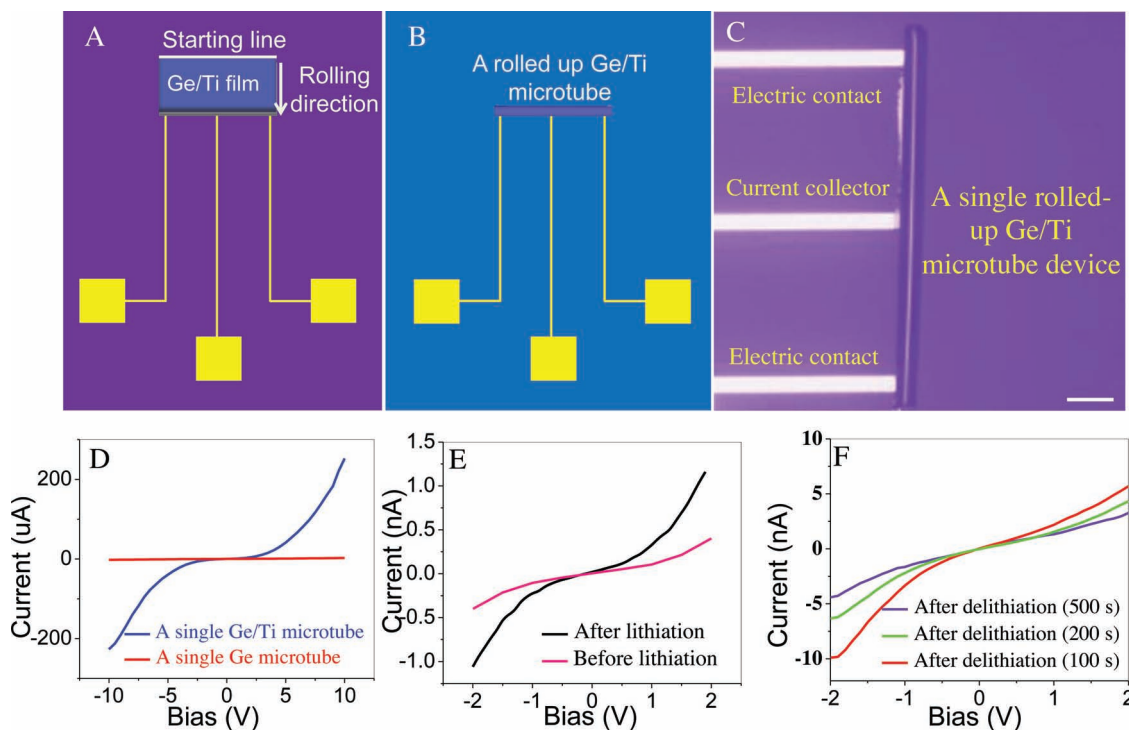 A
Starting line
Ge/Ti film
Rolling
direction
B
A rolled up Ge/Ti
microtube
C
Electric contact
Current collector
Electric contact
A single rolled-
up Ge/Ti
microtube device
D
Current (uA)
200
0
-200
-10
-5
0
5
10
Bias (V)
A single Ge/Ti microtube
A single Ge microtube
E
Current (nA)
1.5
1.0
0.5
0.0
-0.5
-1.0
-2
-1
0
1
2
Bias (V)
After lithiation
Before lithiation
F
Current (nA)
10
5
0
-5
-10
-2
-1
0
1
2
Bias (V)
After delithiation (500 s)
After delithiation (200 s)
After delithiation (100 s)